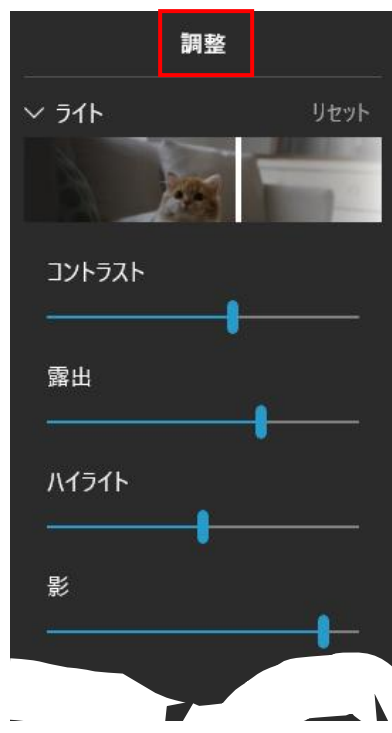 調整
ライト リセット
コントラスト
露出
ハイライト
影